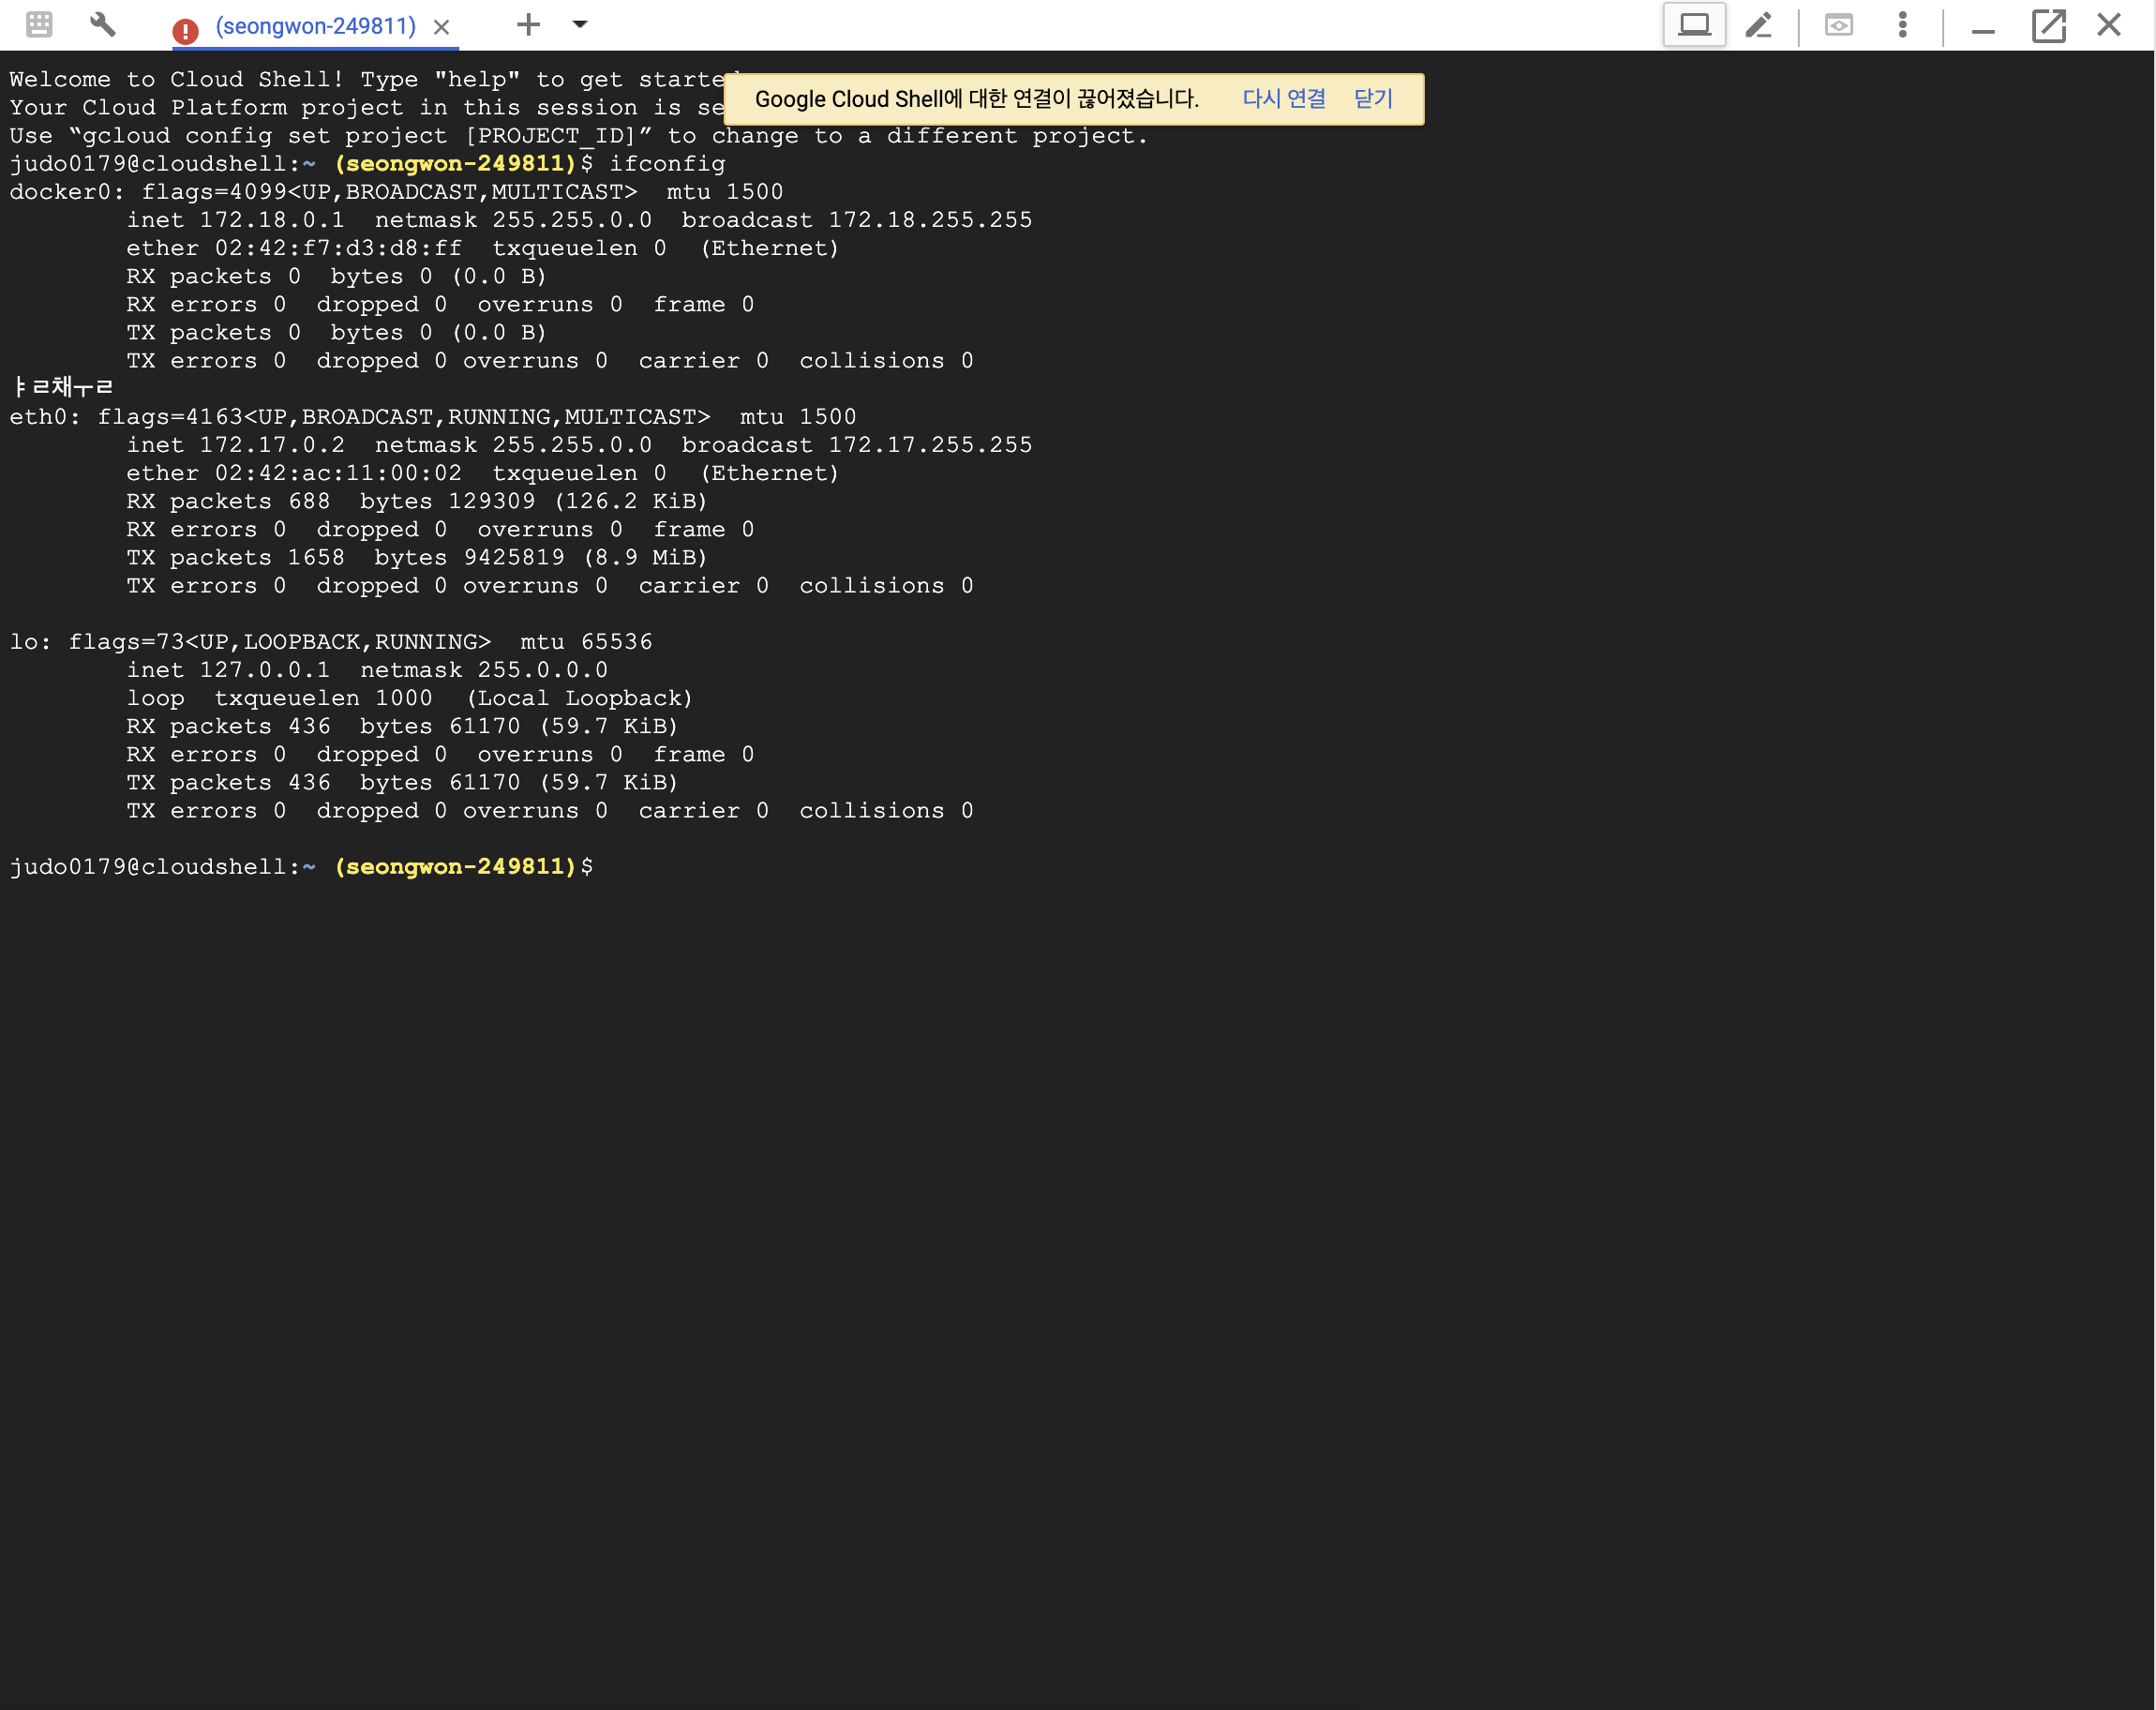 (seongwon-249811)
Welcome to Cloud Shell! Type "help" to get started
Google Cloud Shell에 대한 연결이 끊어졌습니다. 다시 연결 닫기
Your Cloud Platform project in this session is
Use “gcloud config set project [PROJECT_ID]” to change to a different project.
judo0179@cloudshell:~ (seongwon-249811)$ ifconfig
docker0: flags=4099<UP,BROADCAST,MULTICAST>  mtu 1500
        inet 172.18.0.1  netmask 255.255.0.0  broadcast 172.18.255.255
        ether 02:42:f7:d3:d8:ff  txqueuelen 0  (Ethernet)
        RX packets 0  bytes 0 (0.0 B)
        RX errors 0  dropped 0  overruns 0  frame 0
        TX packets 0  bytes 0 (0.0 B)
        TX errors 0  dropped 0 overruns 0  carrier 0  collisions 0
ㅑㄹ채ㅜㄹ
eth0: flags=4163<UP,BROADCAST,RUNNING,MULTICAST>  mtu 1500
        inet 172.17.0.2  netmask 255.255.0.0  broadcast 172.17.255.255
        ether 02:42:ac:11:00:02  txqueuelen 0  (Ethernet)
        RX packets 688  bytes 129309 (126.2 KiB)
        RX errors 0  dropped 0  overruns 0  frame 0
        TX packets 1658  bytes 9425819 (8.9 MiB)
        TX errors 0  dropped 0 overruns 0  carrier 0  collisions 0
lo: flags=73<UP,LOOPBACK,RUNNING>  mtu 65536
        inet 127.0.0.1  netmask 255.0.0.0
        loop  txqueuelen 1000  (Local Loopback)
        RX packets 436  bytes 61170 (59.7 KiB)
        RX errors 0  dropped 0  overruns 0  frame 0
        TX packets 436  bytes 61170 (59.7 KiB)
        TX errors 0  dropped 0 overruns 0  carrier 0  collisions 0
judo0179@cloudshell:~ (seongwon-249811)$